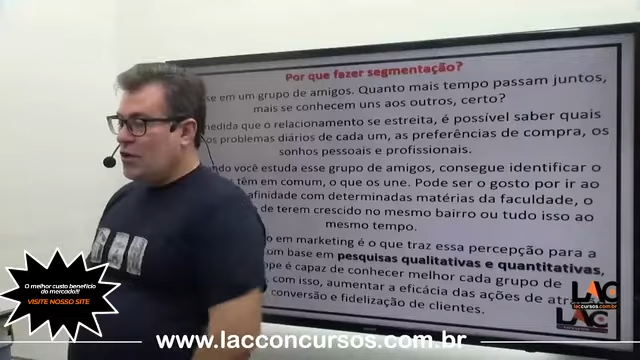 Por que fazer segmentação?
se em um grupo de amigos. Quanto mais tempo passam juntos,
mais se conhecem uns aos outros, certo?
medida que o relacionamento se estreita, é possível saber quais
os problemas diários de cada um, as preferências de compra, os
sonhos pessoais e profissionais.
ndo você estuda esse grupo de amigos, consegue identificar o
têm em comum, o que os une. Pode ser o gosto por ir ao
afinidade com determinadas matérias da faculdade, o
de terem crescido no mesmo bairro ou tudo isso ao
mesmo tempo.
o em marketing é o que traz essa percepção para a
om base em pesquisas qualitativas e quantitativas,
pe é capaz de conhecer melhor cada grupo de
, com isso, aumentar a eficácia das ações de atr
conversão e fidelização de clientes.
O melhor custo benefício
do mercado!!!
VISITE NOSSO SITE
LAC
lacconcursos.com.br
LAC
www.lacconcursos.com.br